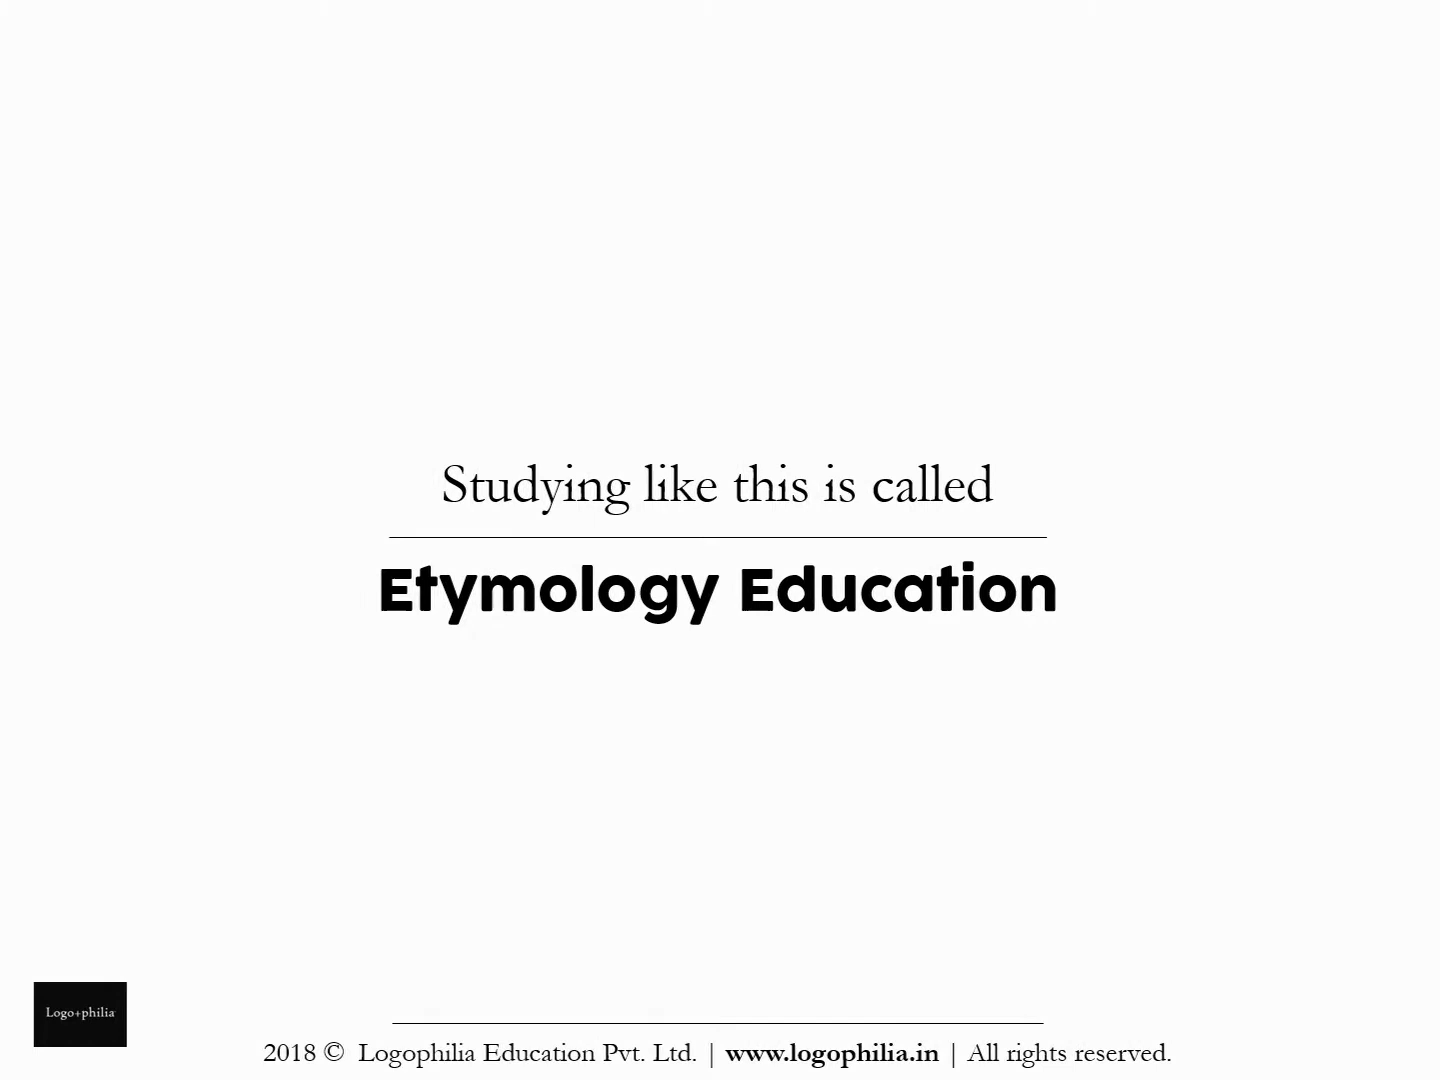 Studying like this is called
Etymology Education
Logo+philia
2018 © Logophilia Education Pvt. Ltd. | www.logophilia.in | All rights reserved.